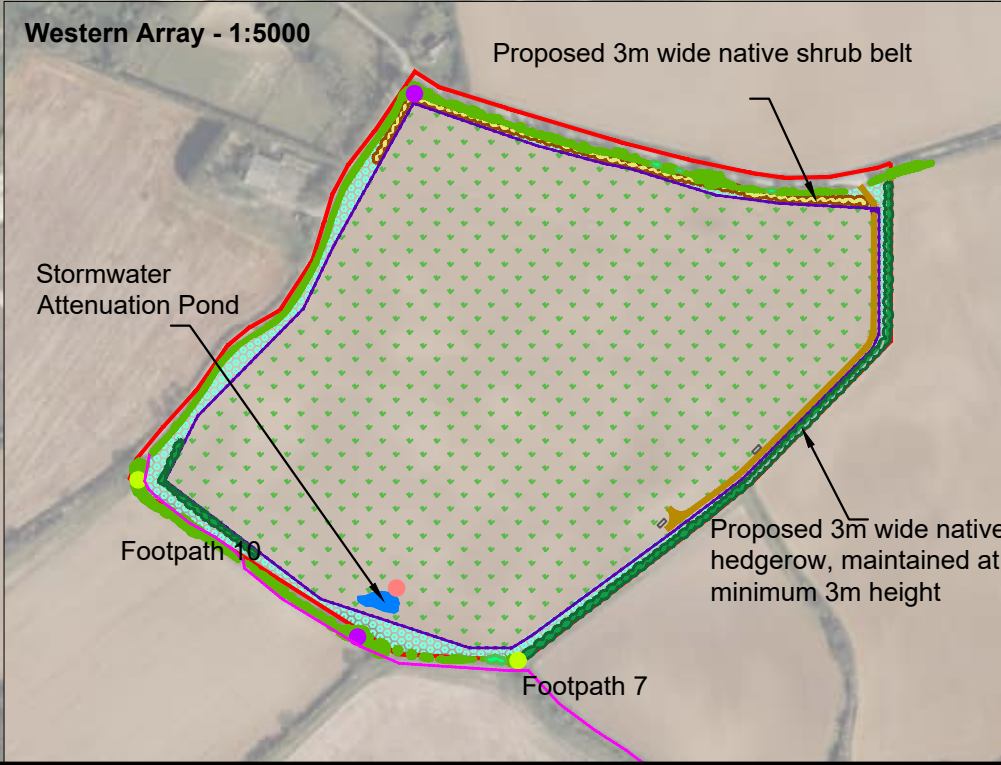 Western Array - 1:5000
Proposed 3m wide native shrub belt
Stormwater
Attenuation Pond
Footpath 10
Proposed 3m wide native
hedgerow, maintained at
minimum 3m height
Footpath 7